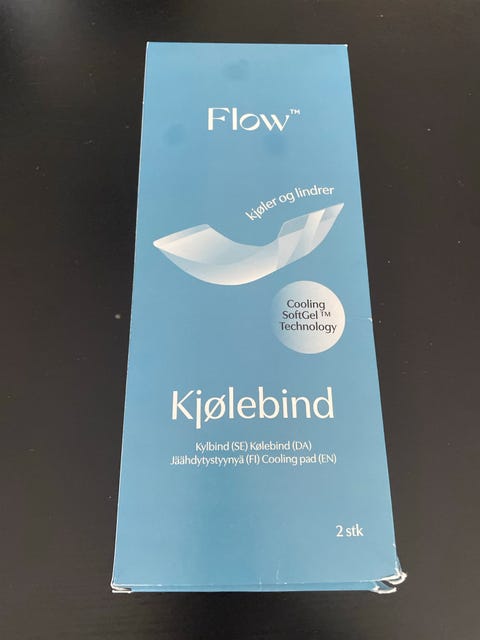 Flow™
kjøler og lindrer
Cooling
SoftGel™
Technology
Kjølebind
Kylbind (SE) Kølebind (DA)
Jäähdytystyynyä (FI) Cooling pad (EN)
2 stk